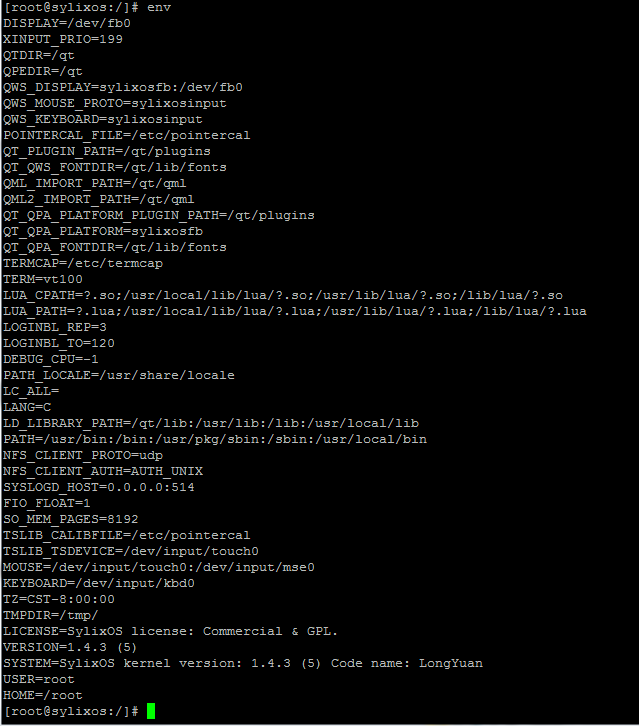 [root@sylixos:/]# env
DISPLAY=/dev/fb0
XINPUT_PRIO=199
QTDIR=/qt
QPEDIR=/qt
QWS_DISPLAY=sylixosfb:/dev/fb0
QWS_MOUSE_PROTO=sylixosinput
QWS_KEYBOARD=sylixosinput
POINTERCAL_FILE=/etc/pointercal
QT_PLUGIN_PATH=/qt/plugins
QT_QWS_FONTDIR=/qt/lib/fonts
QML_IMPORT_PATH=/qt/qml
QML2_IMPORT_PATH=/qt/qml
QT_QPA_PLATFORM_PLUGIN_PATH=/qt/plugins
QT_QPA_PLATFORM=sylixosfb
QT_QPA_FONTDIR=/qt/lib/fonts
TERMCAP=/etc/termcap
TERM=vt100
LUA_CPATH=?.so;/usr/local/lib/lua/?.so;/usr/lib/lua/?.so;/lib/lua/?.so
LUA_PATH=?.lua;/usr/local/lib/lua/?.lua;/usr/lib/lua/?.lua;/lib/lua/?.lua
LOGINBL_REP=3
LOGINBL_TO=120
DEBUG_CPU=-1
PATH_LOCALE=/usr/share/locale
LC_ALL=
LANG=C
LD_LIBRARY_PATH=/qt/lib:/usr/lib:/lib:/usr/local/lib
PATH=/usr/bin:/bin:/usr/pkg/sbin:/sbin:/usr/local/bin
NFS_CLIENT_PROTO=udp
NFS_CLIENT_AUTH=AUTH_UNIX
SYSLOGD_HOST=0.0.0.0:514
FIO_FLOAT=1
SO_MEM_PAGES=8192
TSLIB_CALIBFILE=/etc/pointercal
TSLIB_TSDEVICE=/dev/input/touch0
MOUSE=/dev/input/touch0:/dev/input/mse0
KEYBOARD=/dev/input/kbd0
TZ=CST-8:00:00
TMPDIR=/tmp/
LICENSE=SylixOS license: Commercial & GPL.
VERSION=1.4.3 (5)
SYSTEM=SylixOS kernel version: 1.4.3 (5) Code name: LongYuan
USER=root
HOME=/root
[root@sylixos:/]#